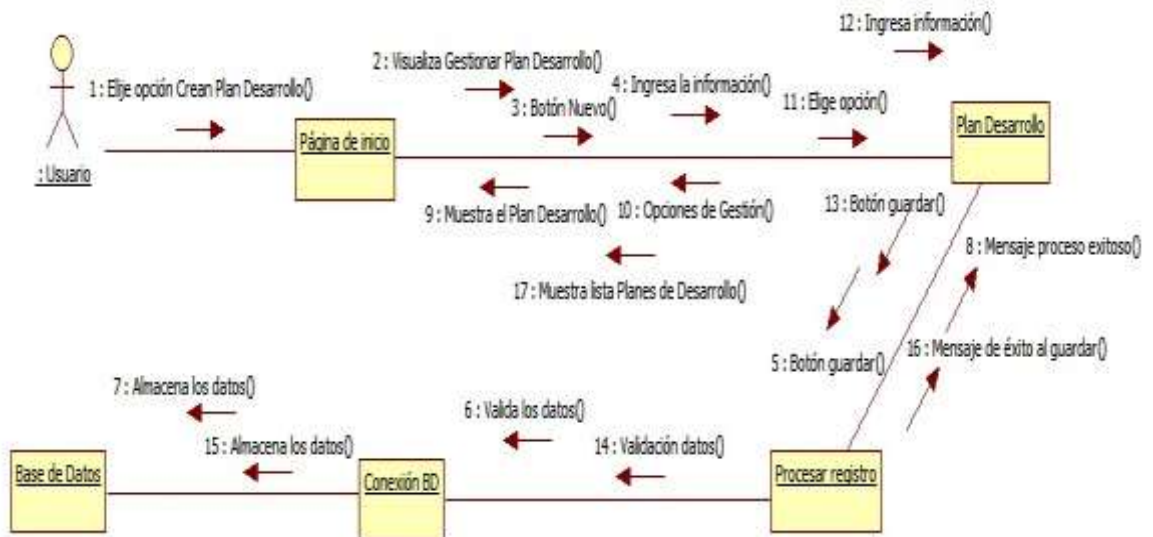 12 : Ingresa información()
2 : Visualiza Gestionar Plan Desarrollo()
4 : Ingresa la información()
1 : Elije opción Crean Plan Desarrollo()
3 : Botón Nuevo()
11 : Elige opción()
Plan Desarrollo
Página de inicio
: Usuario
9 : Muestra el Plan Desarrollo()
10 : Opciones de Gestión()
13 : Botón guardar()
8 : Mensaje proceso exitoso()
17 : Muestra lista Planes de Desarrollo()
5 : Botón guardar()
16 : Mensaje de éxito al guardar()
7 : Almacena los datos()
6 : Valida los datos()
15 : Almacena los datos()
14 : Validación datos()
Base de Datos
Conexión BD
Procesar registro